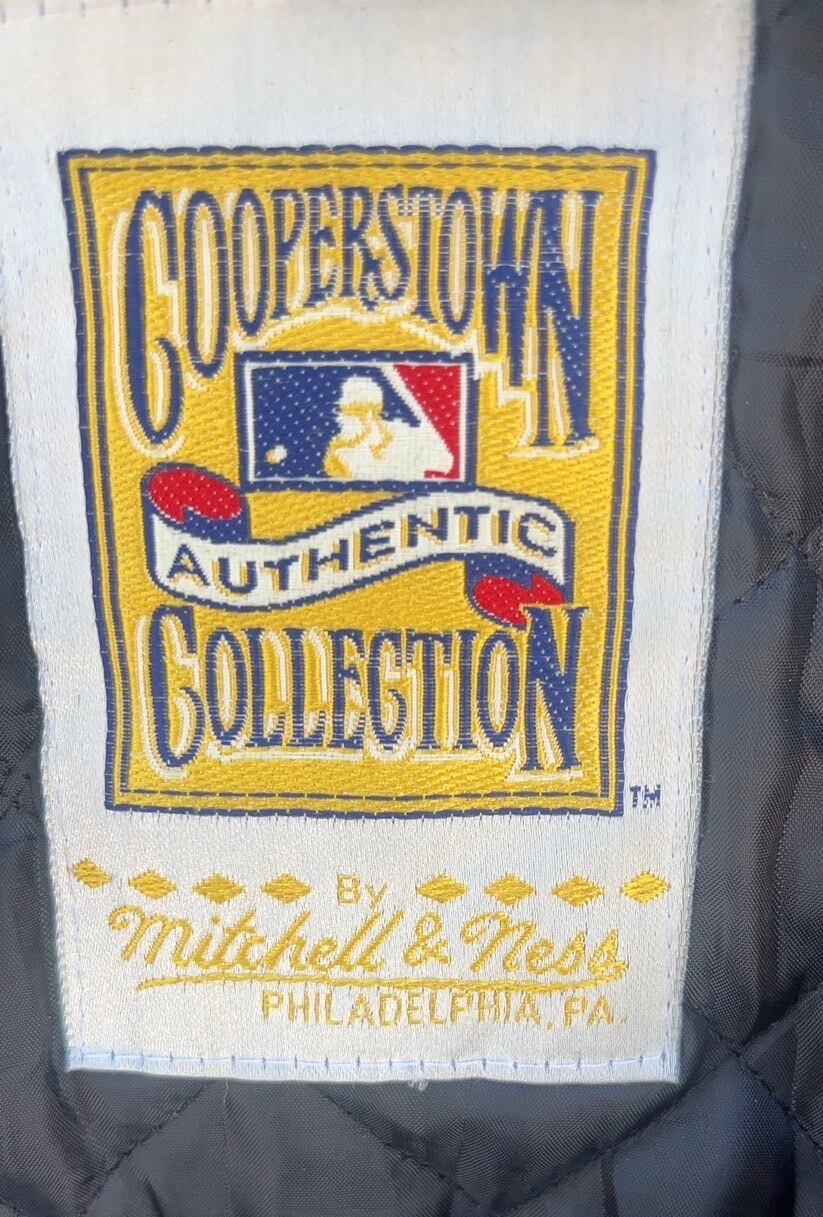 COOPERSTOWN
AUTHENTIC
COLLECTION
TM
By
Mitchell & Ness
PHILADELPHIA, PA.